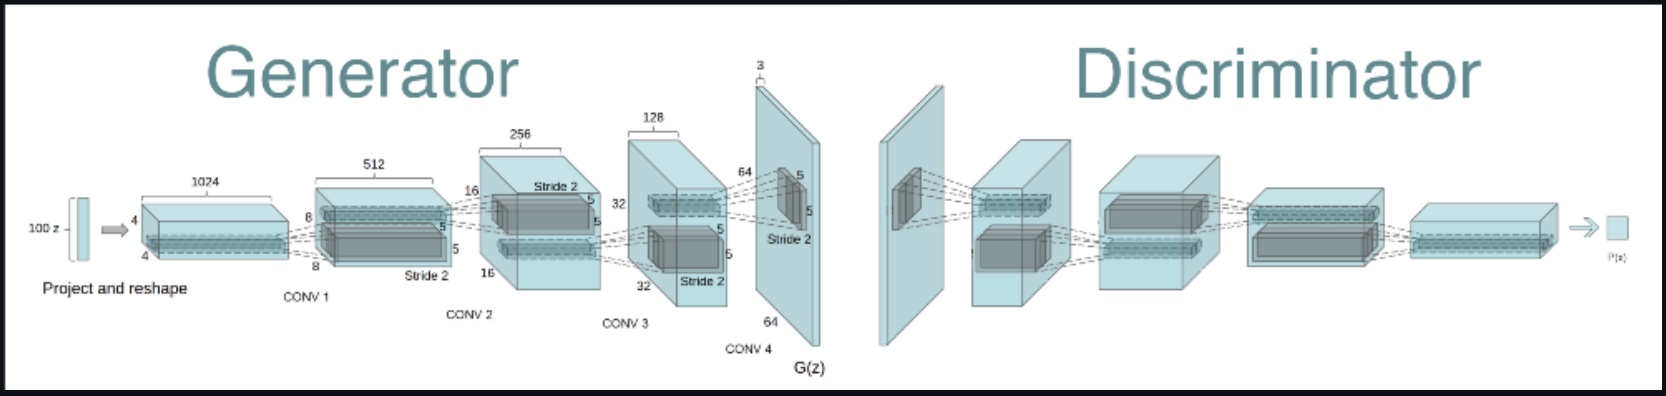 Generator
Discriminator
3
128
256
512
1024
64
16
Stride 2
5
5
32
8
4
100 z
5
5
5
5
Stride 2
5
5
4
8
16
32
Stride 2
Stride 2
Project and reshape
CONV 1
CONV 2
CONV 3
64
CONV 4
G(z)
P(x)